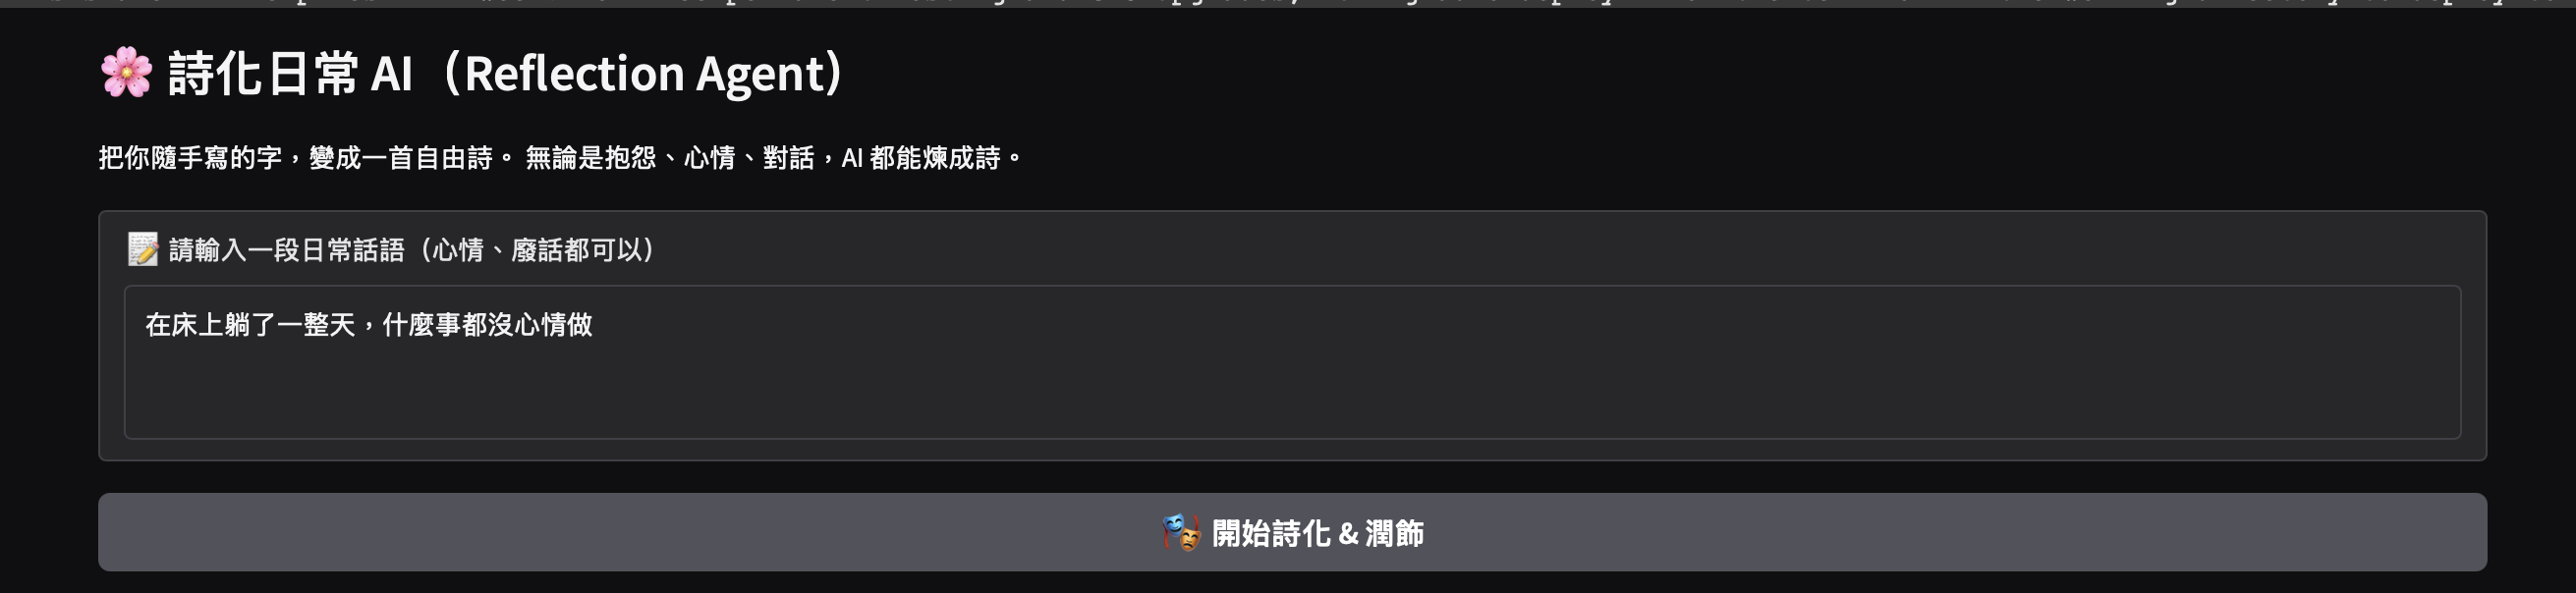 🌸 詩化日常 AI（Reflection Agent）
把你隨手寫的字，變成一首自由詩。 無論是抱怨、心情、對話，AI 都能煉成詩。
📝 請輸入一段日常話語（心情、廢話都可以）
在床上躺了一整天，什麼事都沒心情做
🎭 開始詩化 & 潤飾